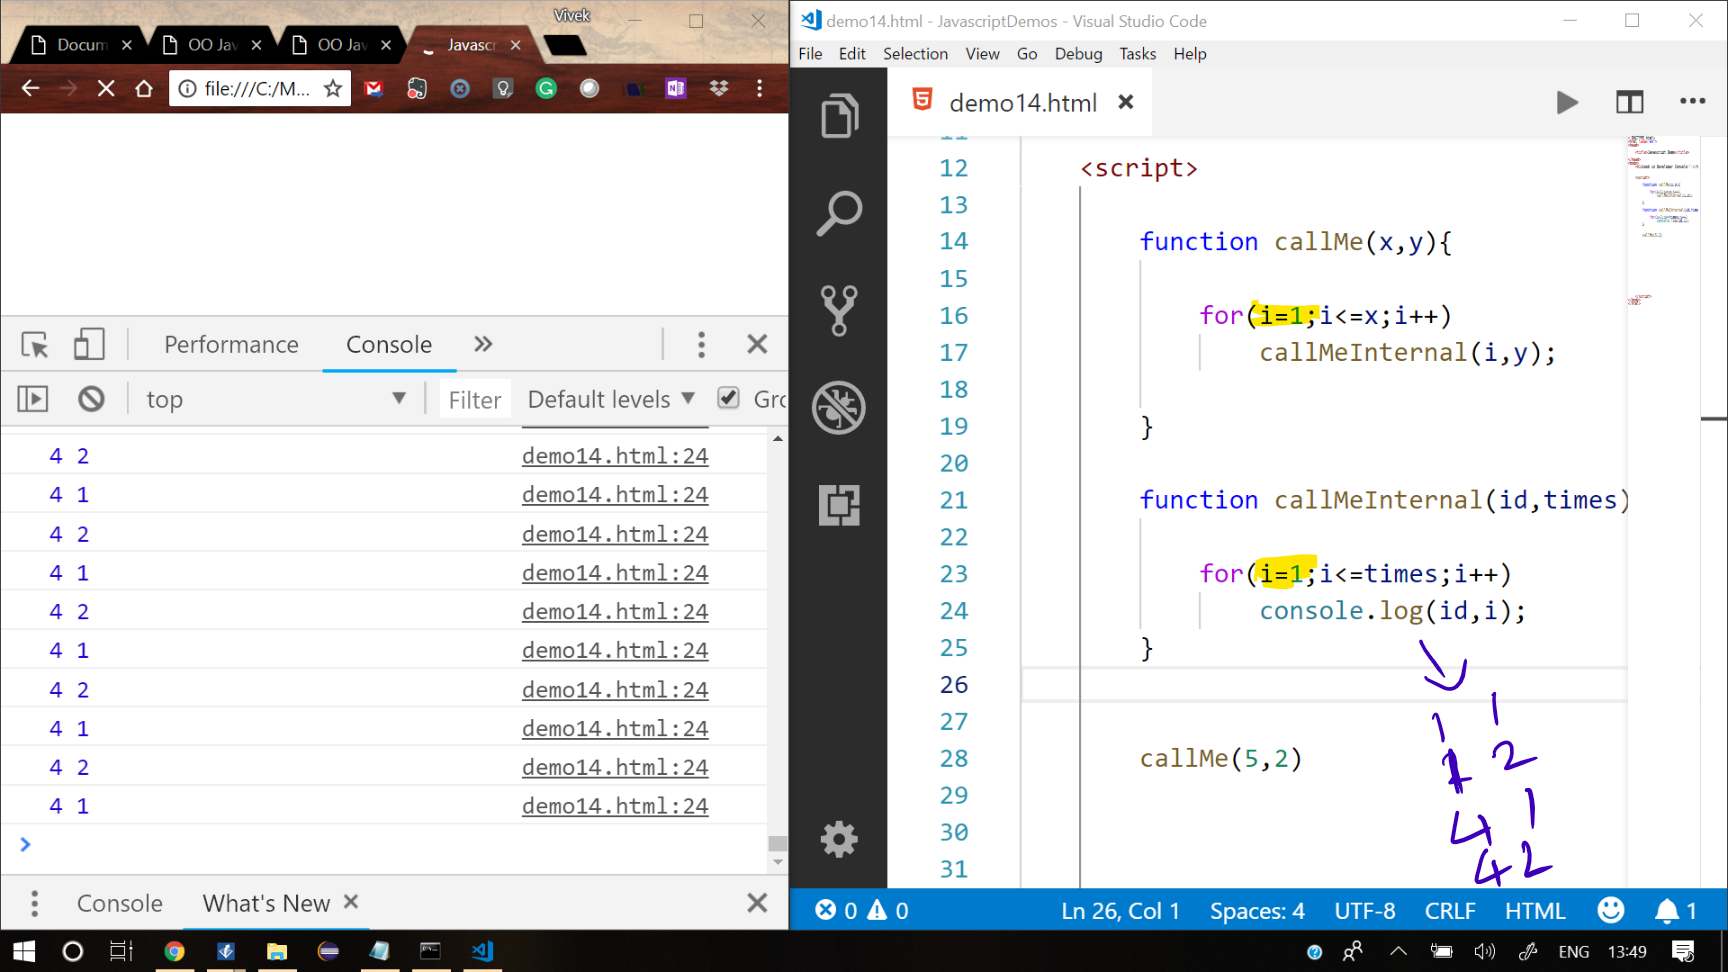 Vivek
Docum
OO Jav
OO Jav
Javascr
file:///C:/M...
Performance
Console
top
Filter
Default levels
Gro
4 2 demo14.html:24
4 1 demo14.html:24
4 2 demo14.html:24
4 1 demo14.html:24
4 2 demo14.html:24
4 1 demo14.html:24
4 2 demo14.html:24
4 1 demo14.html:24
4 2 demo14.html:24
4 1 demo14.html:24
Console
What's New
demo14.html - JavascriptDemos - Visual Studio Code
File Edit Selection View Go Debug Tasks Help
demo14.html
11
12 <script>
13
14 function callMe(x,y){
15
16 for(i=1;i<=x;i++)
17 callMeInternal(i,y);
18
19 }
20
21 function callMeInternal(id,times)
22
23 for(i=1;i<=times;i++)
24 console.log(id,i);
25 }
26
27
28 callMe(5,2)
29
30
31
1 1
1 2
4 1
4 2
0 0
Ln 26, Col 1 Spaces: 4 UTF-8 CRLF HTML 1
ENG 13:49